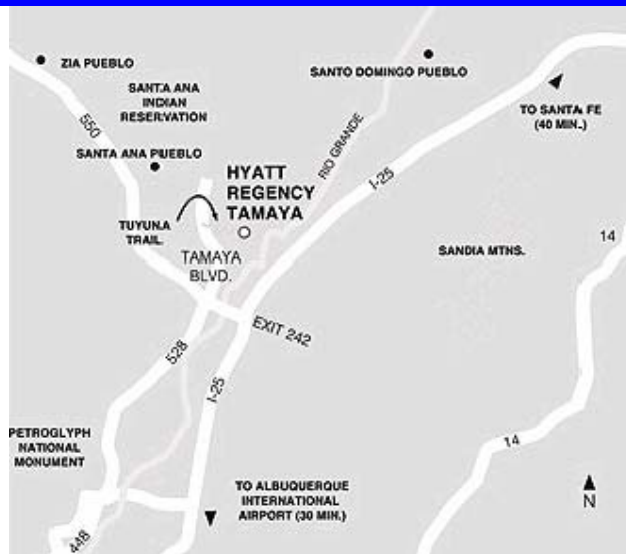 ZIA PUEBLO
SANTA ANA
INDIAN
RESERVATION
SANTO DOMINGO PUEBLO
TO SANTA FE
(40 MIN.)
550
SANTA ANA PUEBLO
HYATT
REGENCY
TAMAYA
RIO GRANDE
I-25
TUYUNA
TRAIL
TAMAYA
BLVD.
SANDIA MTNS.
14
EXIT 242
528
I-25
PETROGLYPH
NATIONAL
MONUMENT
14
TO ALBUQUERQUE
INTERNATIONAL
AIRPORT (30 MIN.)
N
448